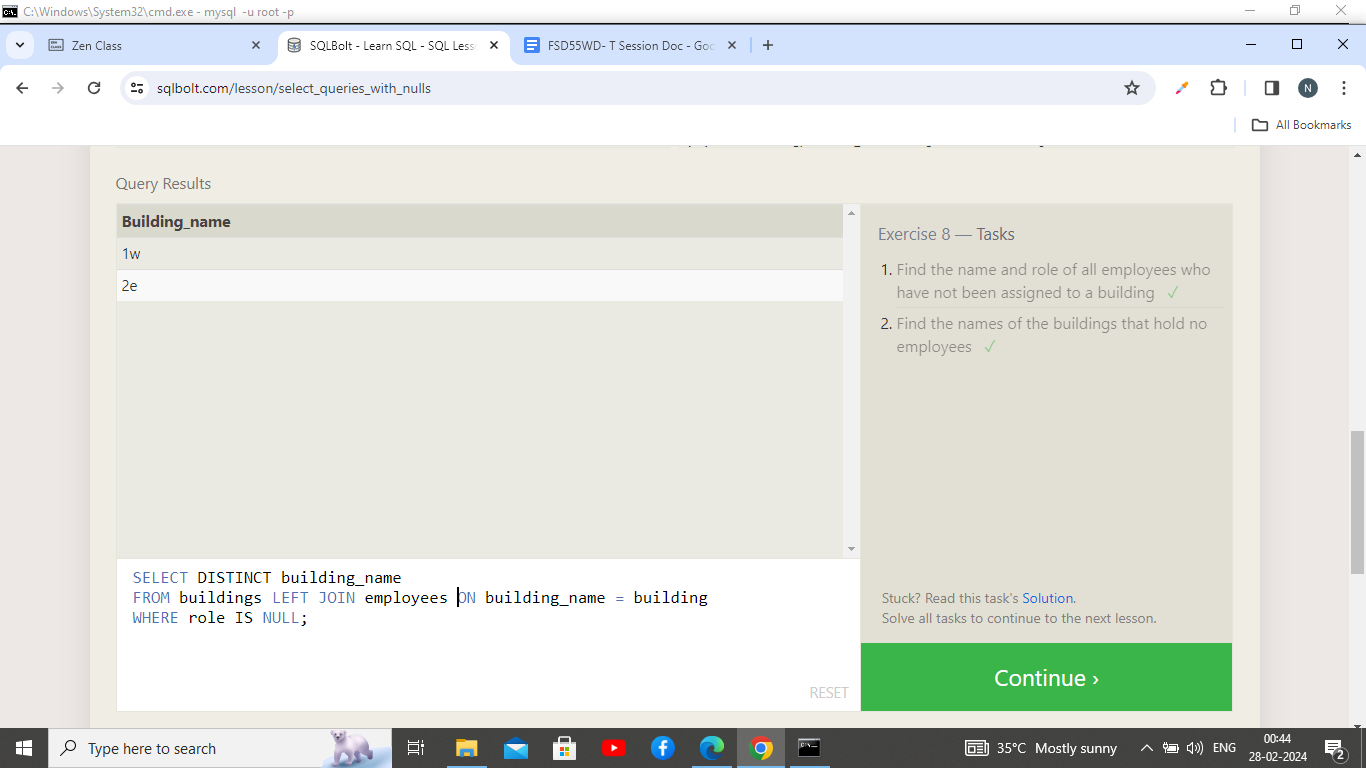 C:\Windows\System32\cmd.exe - mysql -u root -p
Zen Class
SQLBolt - Learn SQL - SQL Less
FSD55WD- T Session Doc - Goo
sqlbolt.com/lesson/select_queries_with_nulls
N
All Bookmarks
Query Results
Building_name
1w
2e
Exercise 8 — Tasks
1. Find the name and role of all employees who
have not been assigned to a building ✓
2. Find the names of the buildings that hold no
employees ✓
SELECT DISTINCT building_name
FROM buildings LEFT JOIN employees ON building_name = building
WHERE role IS NULL;
RESET
Stuck? Read this task's Solution.
Solve all tasks to continue to the next lesson.
Continue ›
Type here to search
35°C Mostly sunny
ENG
00:44
28-02-2024
2